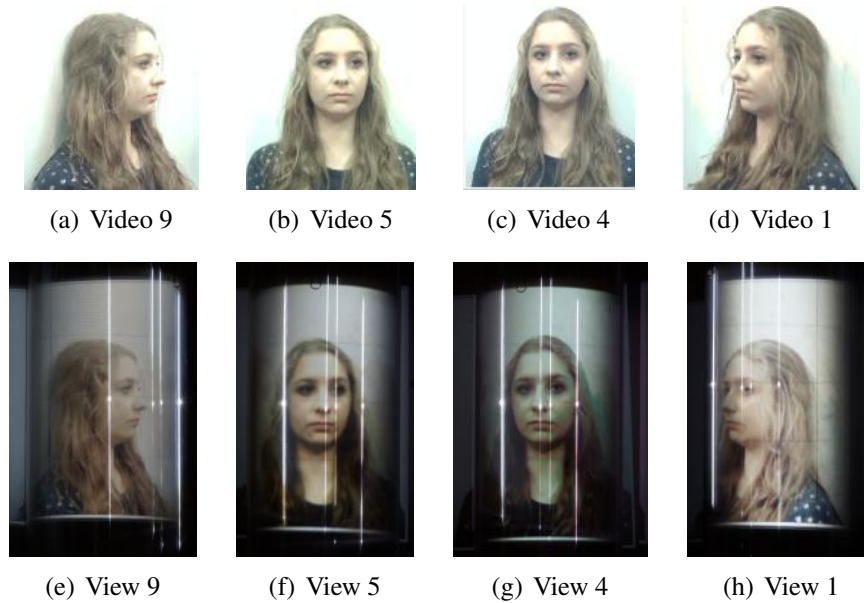 (a) Video 9
(b) Video 5
(c) Video 4
(d) Video 1
(e) View 9
(f) View 5
(g) View 4
(h) View 1